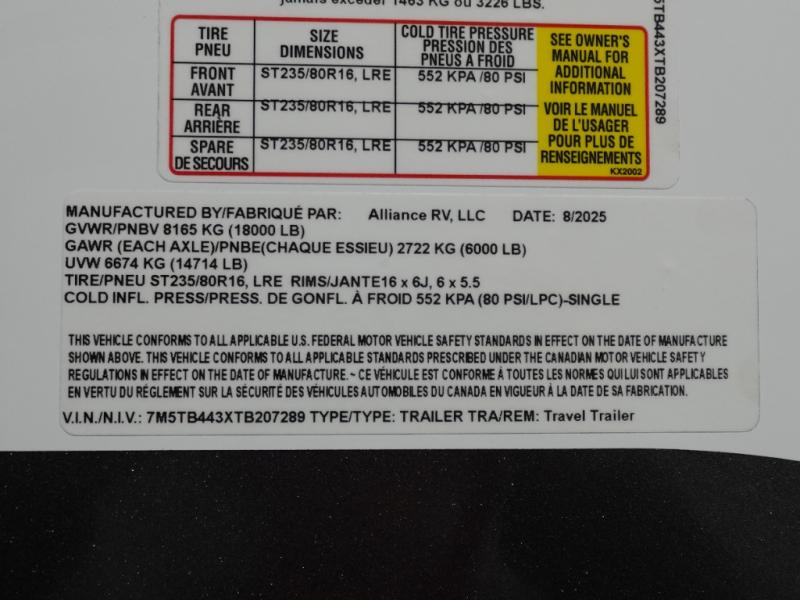 jamais excéder 1463 KG ou 3226 LBS.
TIRE PNEU SIZE DIMENSIONS COLD TIRE PRESSURE PRESSION DES PNEUS A FROID
SEE OWNER'S
MANUAL FOR
ADDITIONAL
INFORMATION
VOIR LE MANUEL
DE L'USAGER
POUR PLUS DE
RENSEIGNEMENTS
KX2002
FRONT AVANT ST235/80R16, LRE 552 KPA /80 PSI
REAR ARRIÈRE ST235/80R16, LRE 552 KPA /80 PSI
SPARE DE SECOURS ST235/80R16, LRE 552 KPA /80 PSI
5TB443XTB207289
MANUFACTURED BY/FABRIQUÉ PAR: Alliance RV, LLC DATE: 8/2025
GVWR/PNBV 8165 KG (18000 LB)
GAWR (EACH AXLE)/PNBE(CHAQUE ESSIEU) 2722 KG (6000 LB)
UVW 6674 KG (14714 LB)
TIRE/PNEU ST235/80R16, LRE RIMS/JANTE16 x 6J, 6 x 5.5
COLD INFL. PRESS/PRESS. DE GONFL. À FROID 552 KPA (80 PSI/LPC)-SINGLE
THIS VEHICLE CONFORMS TO ALL APPLICABLE U.S. FEDERAL MOTOR VEHICLE SAFETY STANDARDS IN EFFECT ON THE DATE OF MANUFACTURE
SHOWN ABOVE. THIS VEHICLE CONFORMS TO ALL APPLICABLE STANDARDS PRESCRIBED UNDER THE CANADIAN MOTOR VEHICLE SAFETY
REGULATIONS IN EFFECT ON THE DATE OF MANUFACTURE. ~ CE VÉHICULE EST CONFORME À TOUTES LES NORMES QUI LUI SONT APPLICABLES
EN VERTU DU RÉGLEMENT SUR LA SÉCURITÉ DES VÉHICULES AUTOMOBILES DU CANADA EN VIGUEUR À LA DATE DE SA FABRICATION.
V.I.N./N.I.V.: 7M5TB443XTB207289 TYPE/TYPE: TRAILER TRA/REM: Travel Trailer